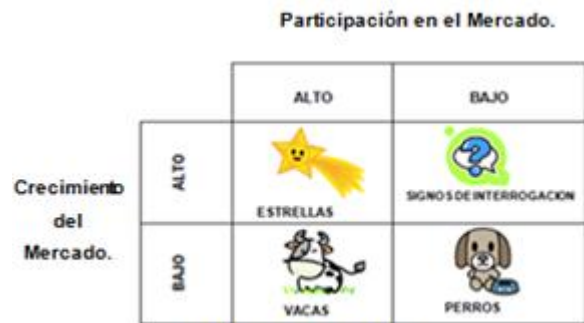 Participación en el Mercado.
ALTO
BAJO
Crecimiento
del
Mercado.
ALTO
ESTRELLAS
SIGNOS DE INTERROGACION
BAJO
VACAS
PERROS